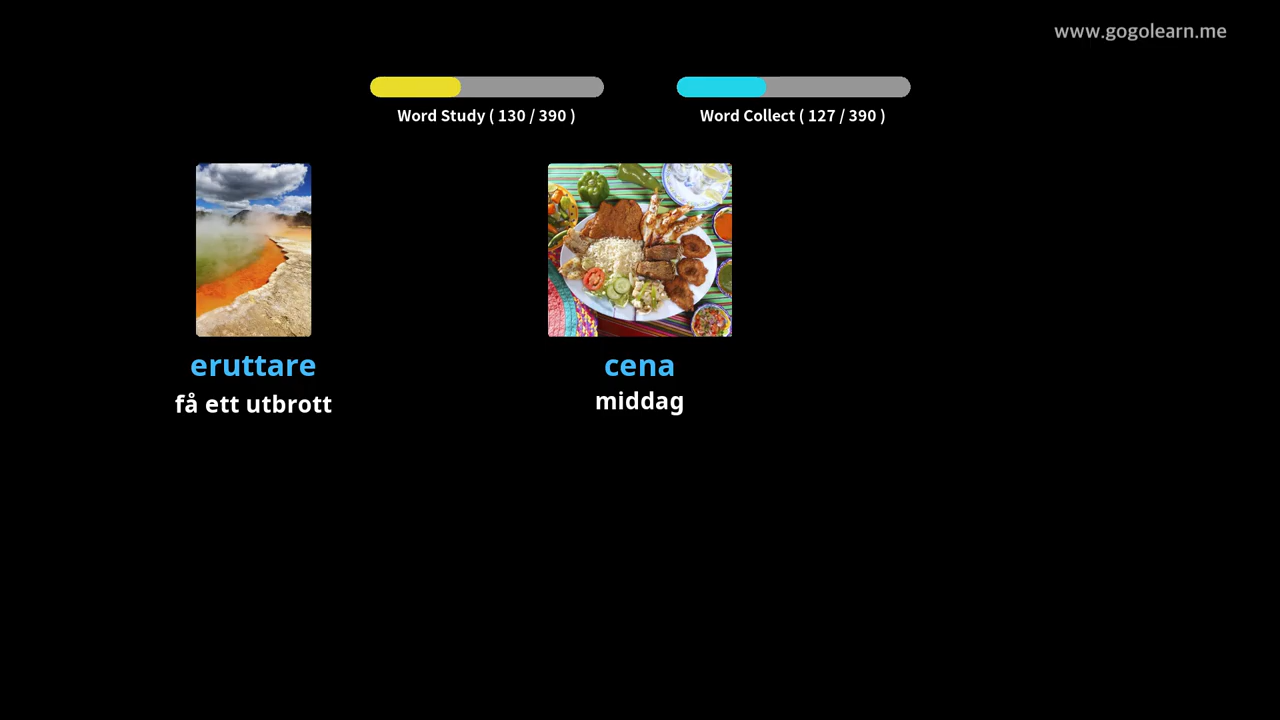 www.gogolearn.me
Word Study ( 130 / 390 )
Word Collect ( 127 / 390 )
eruttare
få ett utbrott
cena
middag